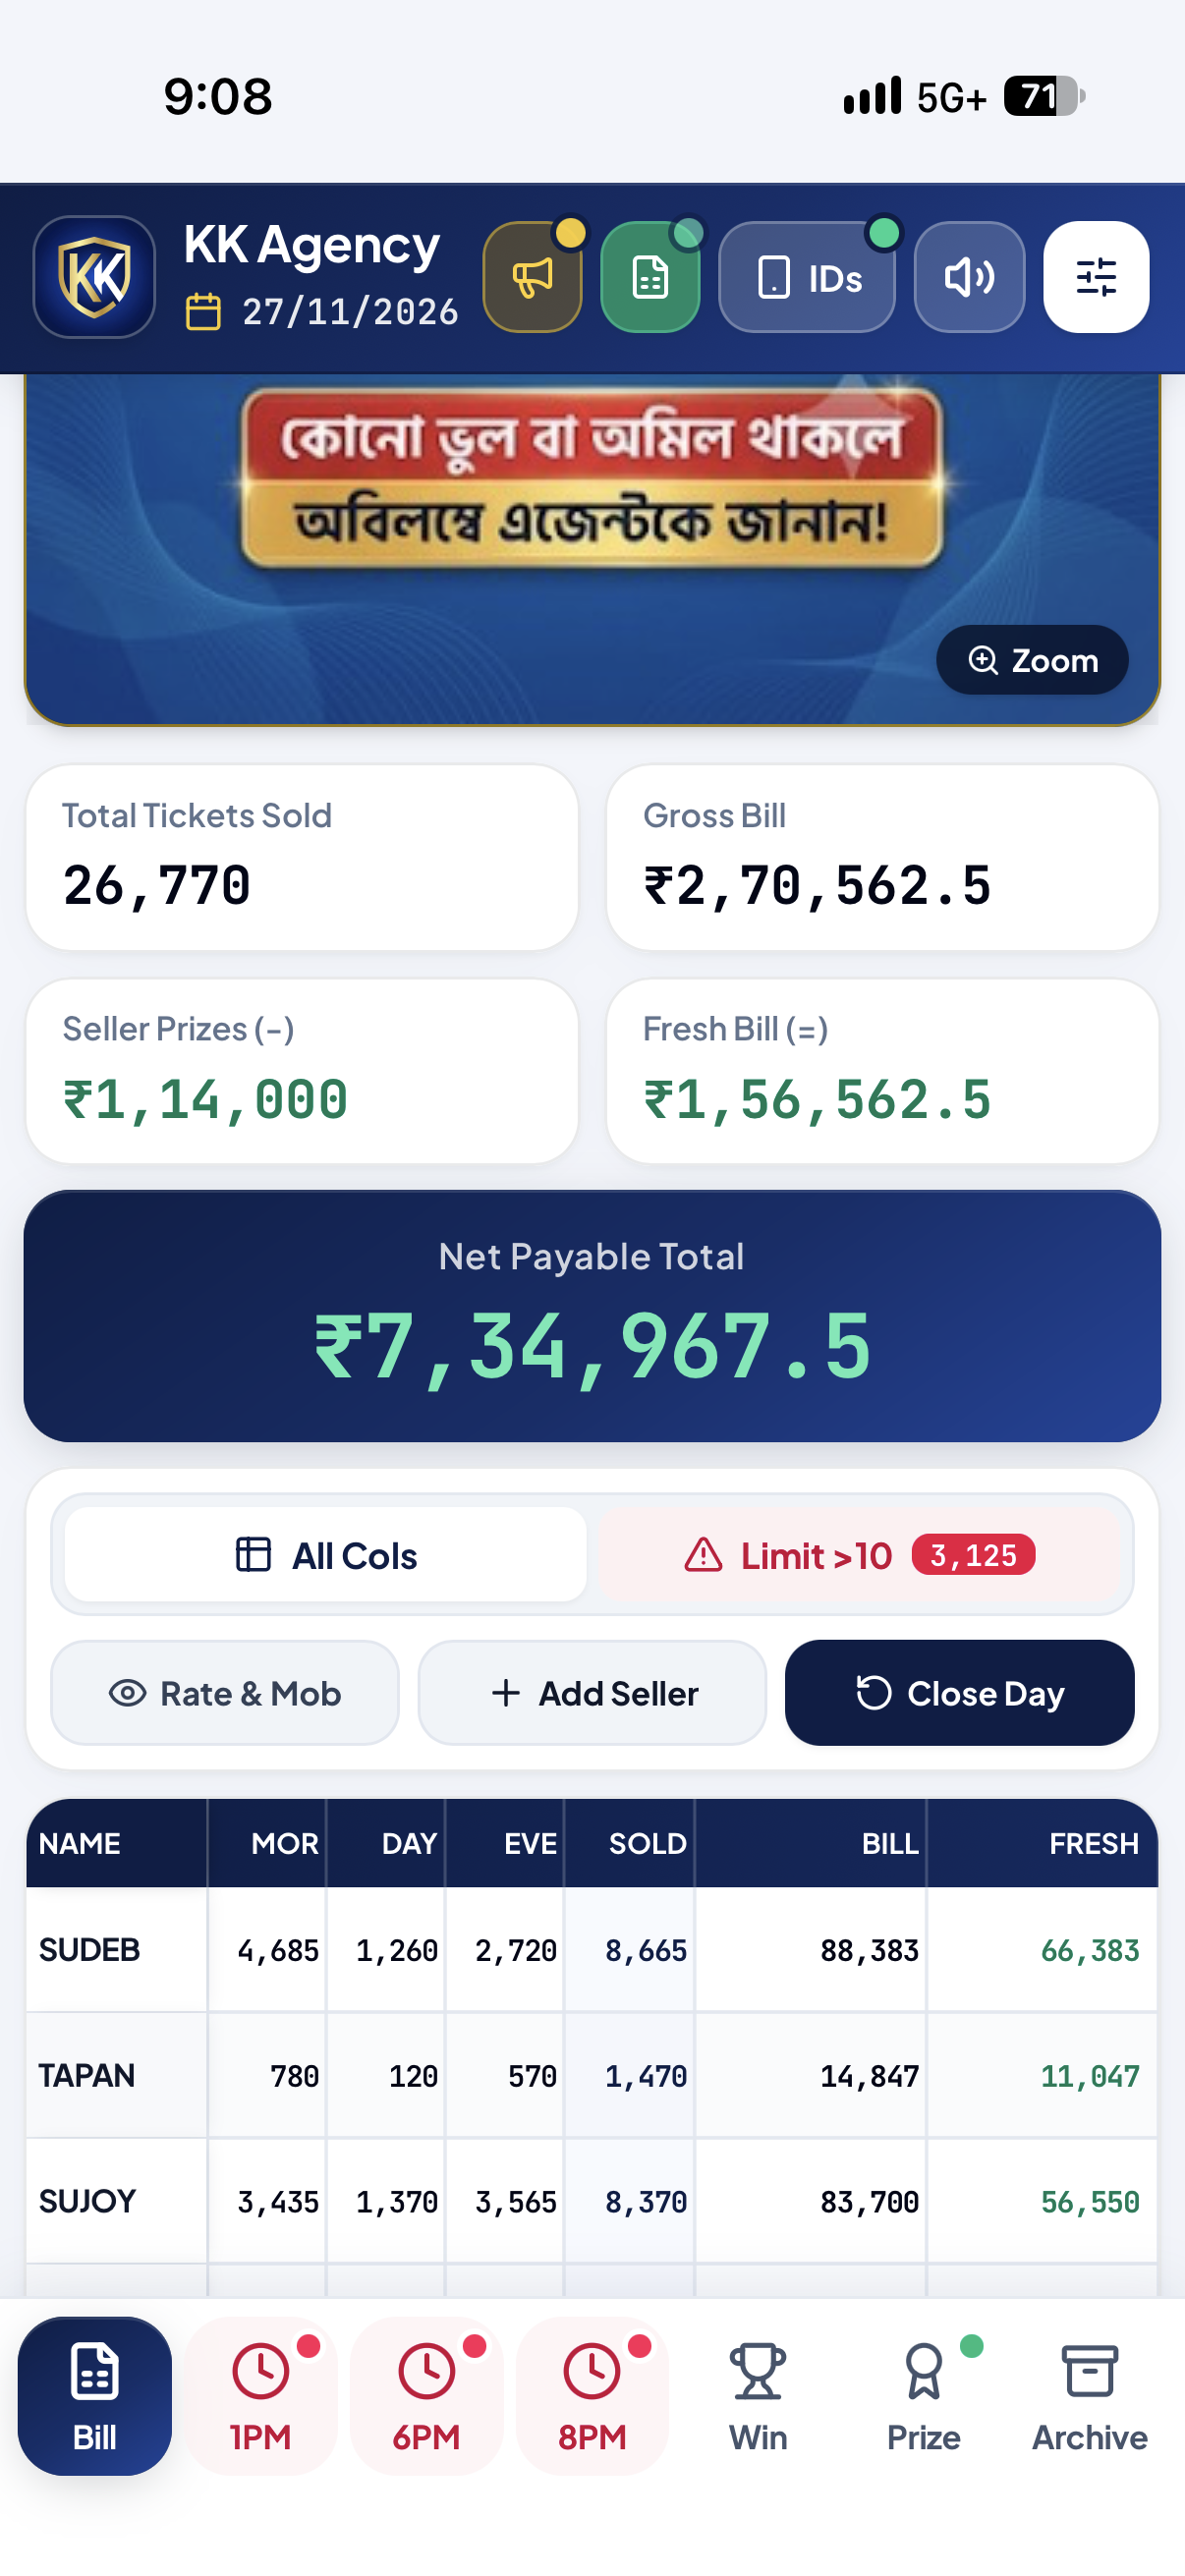 9:08 5G+ 71
KK Agency
27/11/2026
IDs
কোনো ভুল বা অমিল থাকলে
অবিলম্বে এজেন্টকে জানান!
Zoom
Total Tickets Sold
26,770
Gross Bill
₹2,70,562.5
Seller Prizes (-)
₹1,14,000
Fresh Bill (=)
₹1,56,562.5
Net Payable Total
₹7,34,967.5
All Cols
Limit >10 3,125
Rate & Mob
Add Seller
Close Day
NAME MOR DAY EVE SOLD BILL FRESH
SUDEB 4,685 1,260 2,720 8,665 88,383 66,383
TAPAN 780 120 570 1,470 14,847 11,047
SUJOY 3,435 1,370 3,565 8,370 83,700 56,550
Bill 1PM 6PM 8PM Win Prize Archive